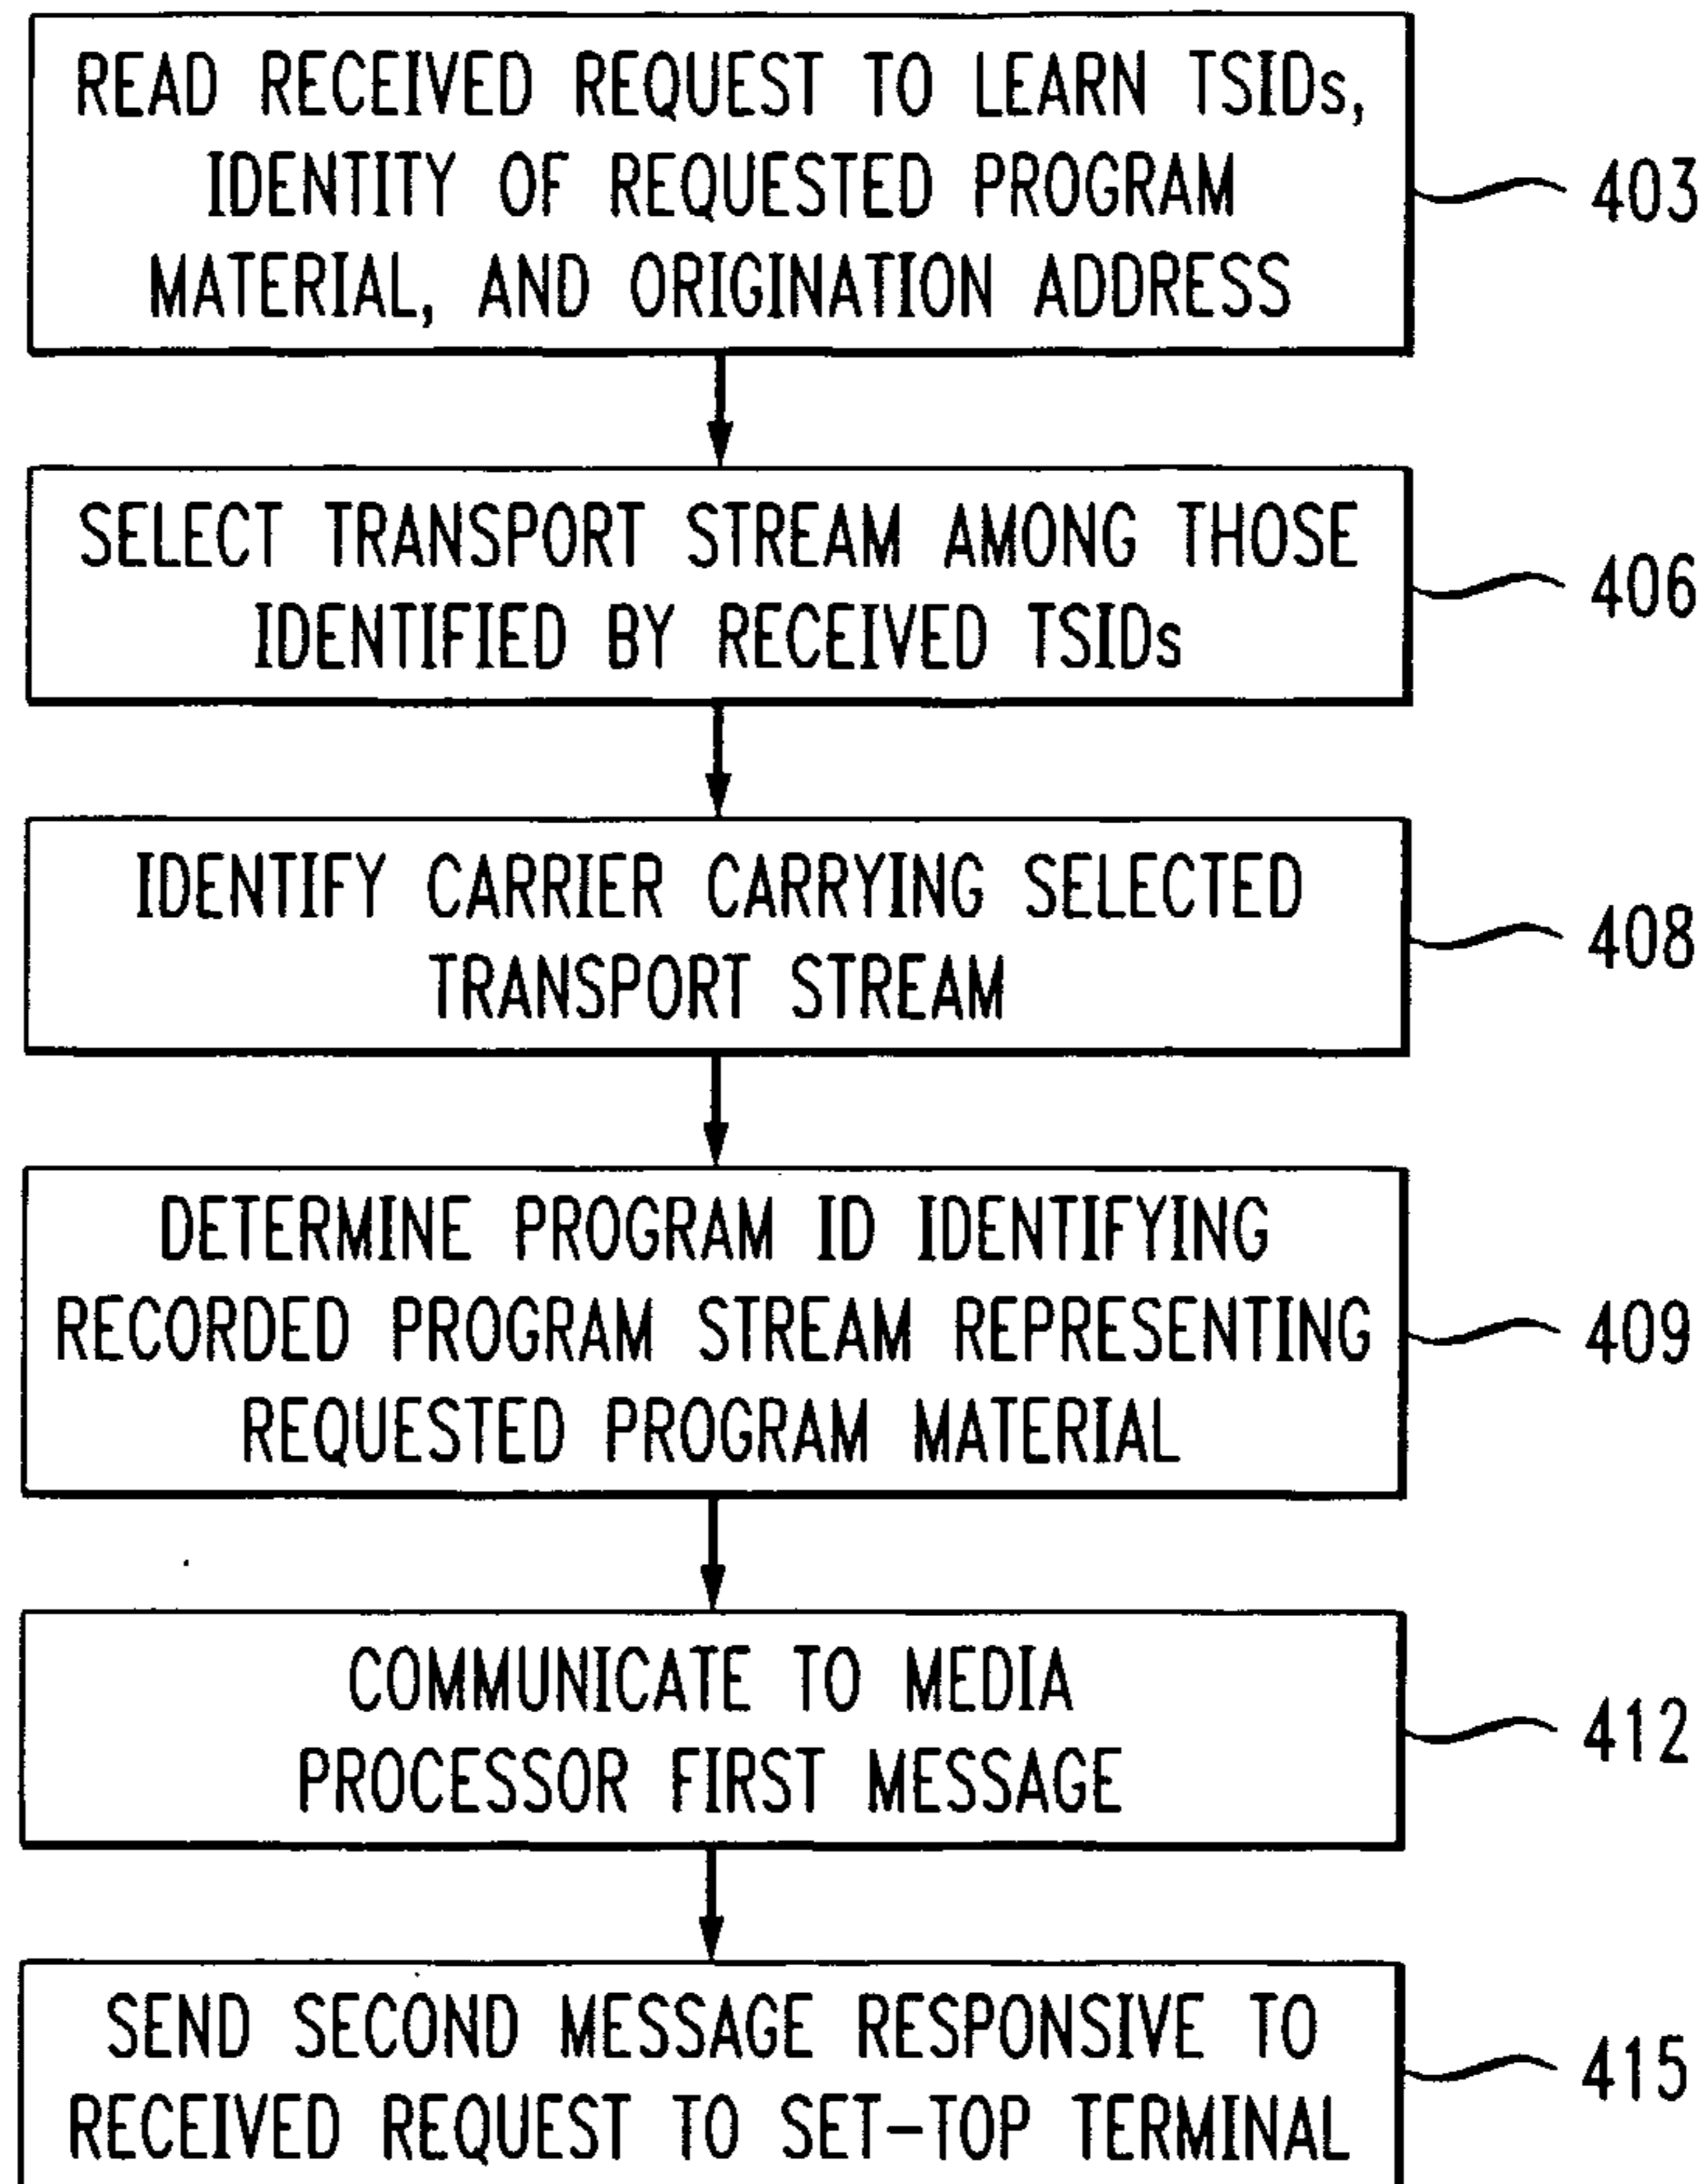 READ RECEIVED REQUEST TO LEARN TSIDs,
IDENTITY OF REQUESTED PROGRAM
MATERIAL, AND ORIGINATION ADDRESS
403
SELECT TRANSPORT STREAM AMONG THOSE
IDENTIFIED BY RECEIVED TSIDs
406
IDENTIFY CARRIER CARRYING SELECTED
TRANSPORT STREAM
408
DETERMINE PROGRAM ID IDENTIFYING
RECORDED PROGRAM STREAM REPRESENTING
REQUESTED PROGRAM MATERIAL
409
COMMUNICATE TO MEDIA
PROCESSOR FIRST MESSAGE
412
SEND SECOND MESSAGE RESPONSIVE TO
RECEIVED REQUEST TO SET-TOP TERMINAL
415